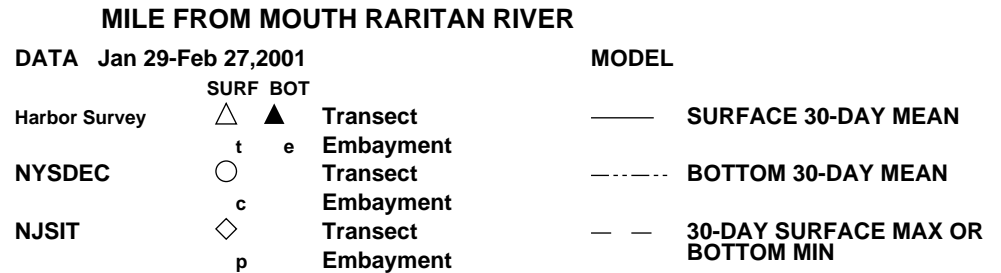 MILE FROM MOUTH RARITAN RIVER
DATA Jan 29-Feb 27,2001 MODEL
SURF BOT
Harbor Survey Transect SURFACE 30-DAY MEAN
t e Embayment
NYSDEC Transect BOTTOM 30-DAY MEAN
c Embayment
NJSIT Transect 30-DAY SURFACE MAX OR
p Embayment BOTTOM MIN